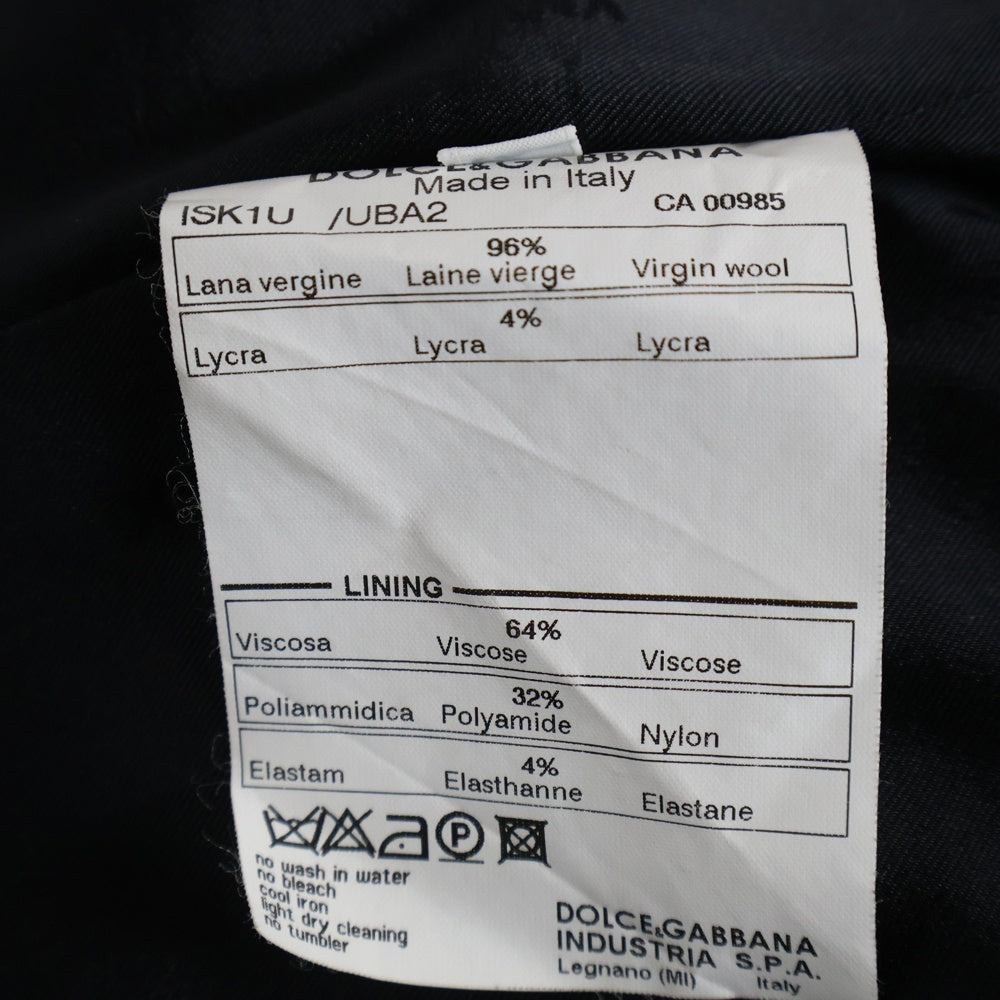 DOLCE&GABBANA
Made in Italy
ISK1U /UBA2 CA 00985
96%
Lana vergine Laine vierge Virgin wool
4%
Lycra Lycra Lycra
LINING
64%
Viscosa Viscose Viscose
32%
Poliammidica Polyamide Nylon
4%
Elastam Elasthanne Elastane
P
no wash in water
no bleach
cool iron
light dry cleaning
no tumbler
DOLCE&GABBANA
INDUSTRIA S.P.A.
Legnano (MI) Italy